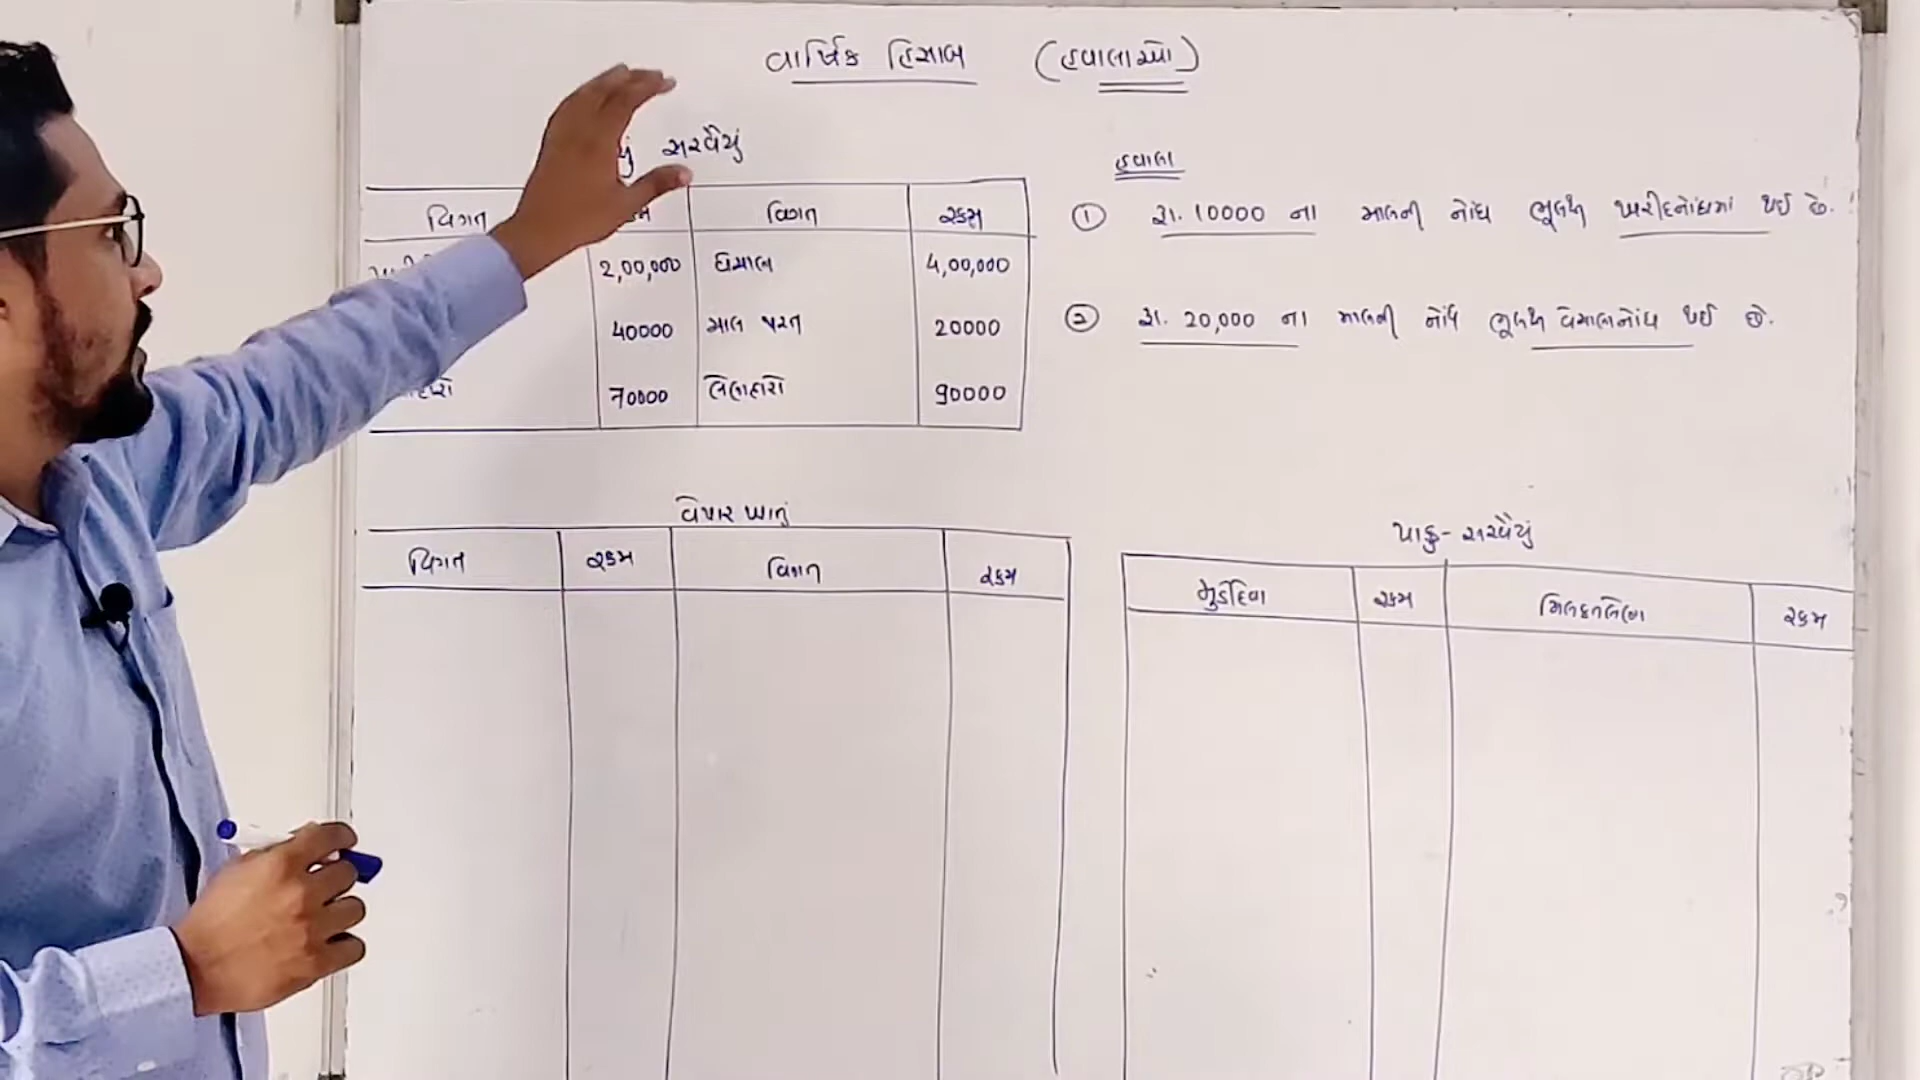 વાર્ષિક હિસાબ (હવાલાઓ)
સરવૈયું
વિગત વિગત રકમ
2,00,000 ઘસાલ 4,00,000
40000 માલ પરત 20000
70000 લેણદારો 90000
હવાલા
① રૂા. 10000 ના માલની નોંધ ભૂલથી ખરીદનોંધમાં થઈ છે.
② રૂા. 20,000 ના માલની નોંધ ભૂલથી વેચાણનોંધ થઈ છે.
વેપાર ખાતું
વિગત રકમ વિગત રકમ
પાકુ-સરવૈયું
મુડીદેવા રકમ મિલકતલેણા રકમ